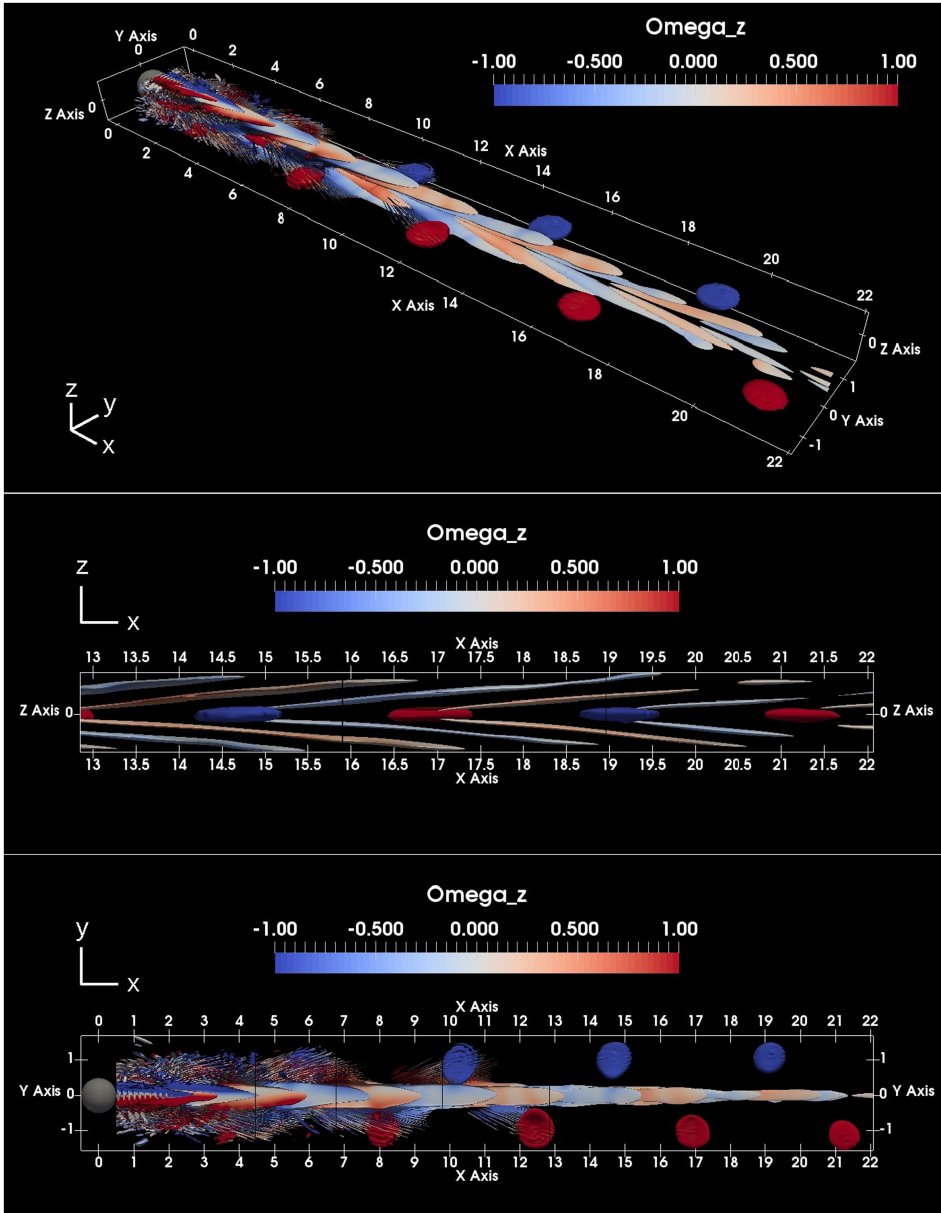 Omega_z
-1.00 -0.500 0.000 0.500 1.00
Y Axis 0 0 2 4 6 8 10 12 14 16 18 20 22
X Axis
Z Axis 0
0 2 4 6 8 10 12 14 16 18 20 22
X Axis
0 Z Axis
1
0 Y Axis
-1
z
y
x
Omega_z
-1.00 -0.500 0.000 0.500 1.00
z
x
X Axis
13 13.5 14 14.5 15 15.5 16 16.5 17 17.5 18 18.5 19 19.5 20 20.5 21 21.5 22
Z Axis 0 0 Z Axis
13 13.5 14 14.5 15 15.5 16 16.5 17 17.5 18 18.5 19 19.5 20 20.5 21 21.5 22
X Axis
Omega_z
-1.00 -0.500 0.000 0.500 1.00
y
x
X Axis
0 1 2 3 4 5 6 7 8 9 10 11 12 13 14 15 16 17 18 19 20 21 22
1 1
Y Axis 0 0 Y Axis
-1 -1
0 1 2 3 4 5 6 7 8 9 10 11 12 13 14 15 16 17 18 19 20 21 22
X Axis